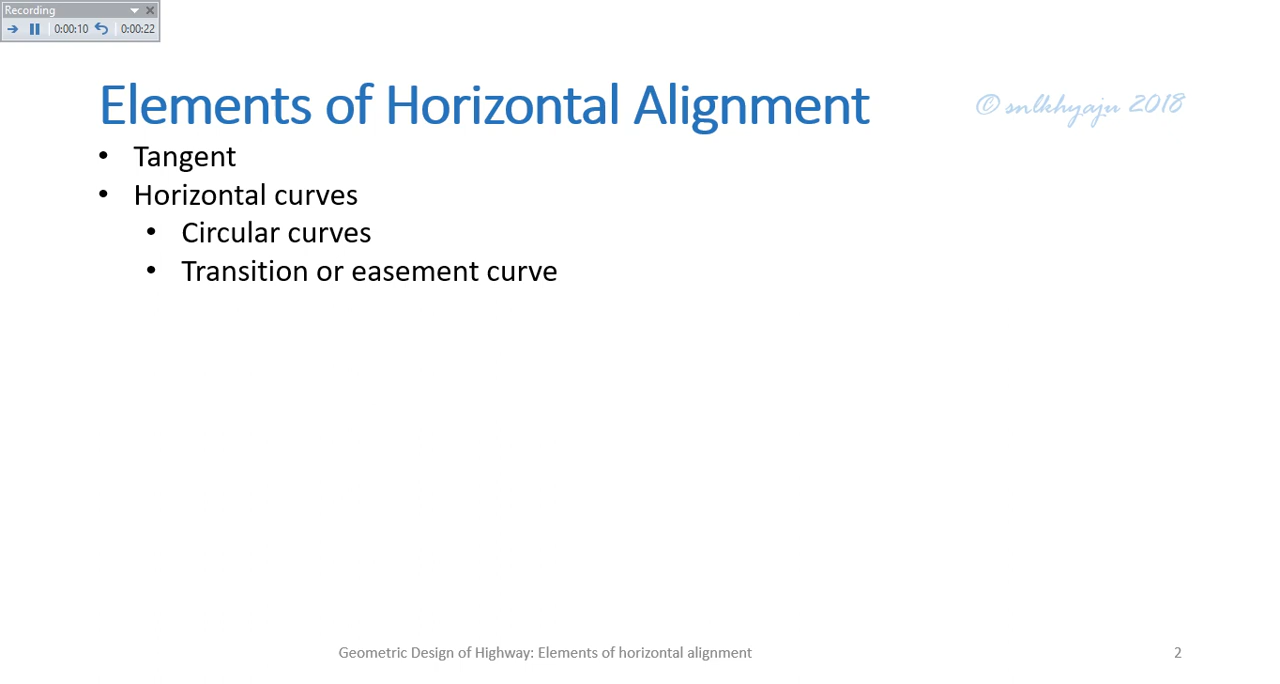 Recording
0:00:10 0:00:22
Elements of Horizontal Alignment
© snlkhyaju 2018
• Tangent
• Horizontal curves
• Circular curves
• Transition or easement curve
Geometric Design of Highway: Elements of horizontal alignment
2